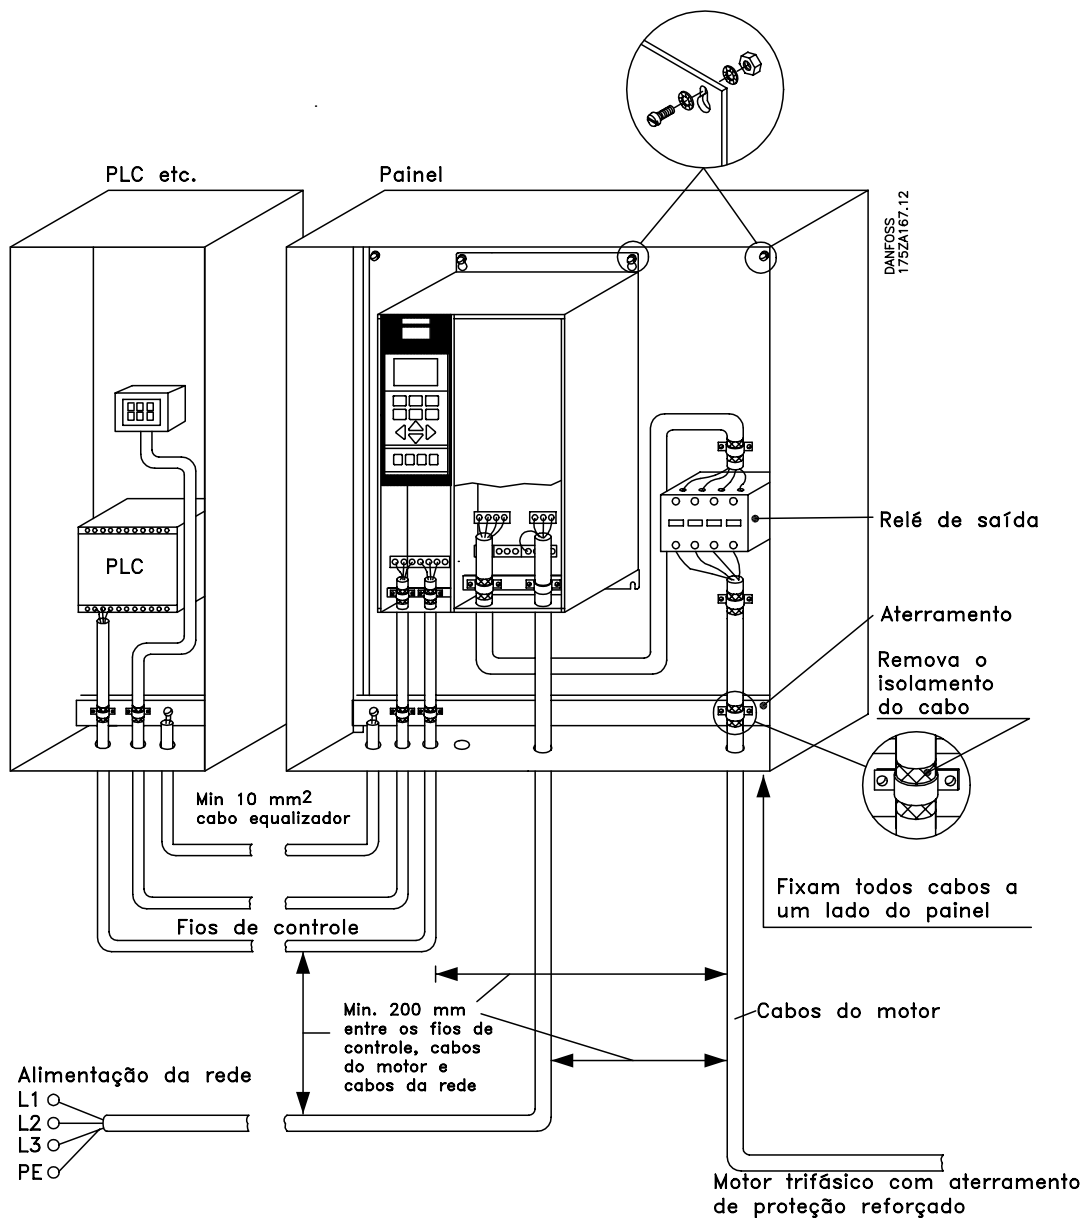 PLC etc.
Painel
DANFOSS
175ZA167.12
PLC
Relé de saída
Aterramento
Remova o
isolamento
do cabo
Min 10 mm2
cabo equalizador
Fixam todos cabos a
um lado do painel
Fios de controle
Min. 200 mm
entre os fios de
controle, cabos
do motor e
cabos da rede
Cabos do motor
Alimentação da rede
L1
L2
L3
PE
Motor trifásico com aterramento
de proteção reforçado